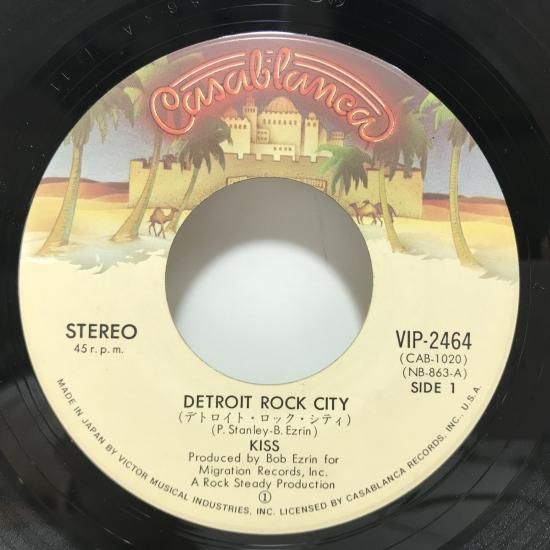 Casablanca
STEREO
45 r.p.m.
VIP-2464
(CAB-1020)
(NB-863-A)
SIDE 1
DETROIT ROCK CITY
(デトロイト・ロック・シティ)
(P. Stanley-B. Ezrin)
KISS
Produced by Bob Ezrin for
Migration Records, Inc.
A Rock Steady Production
①
MADE IN JAPAN BY VICTOR MUSICAL INDUSTRIES, INC. LICENSED BY CASABLANCA RECORDS, INC., U.S.A.